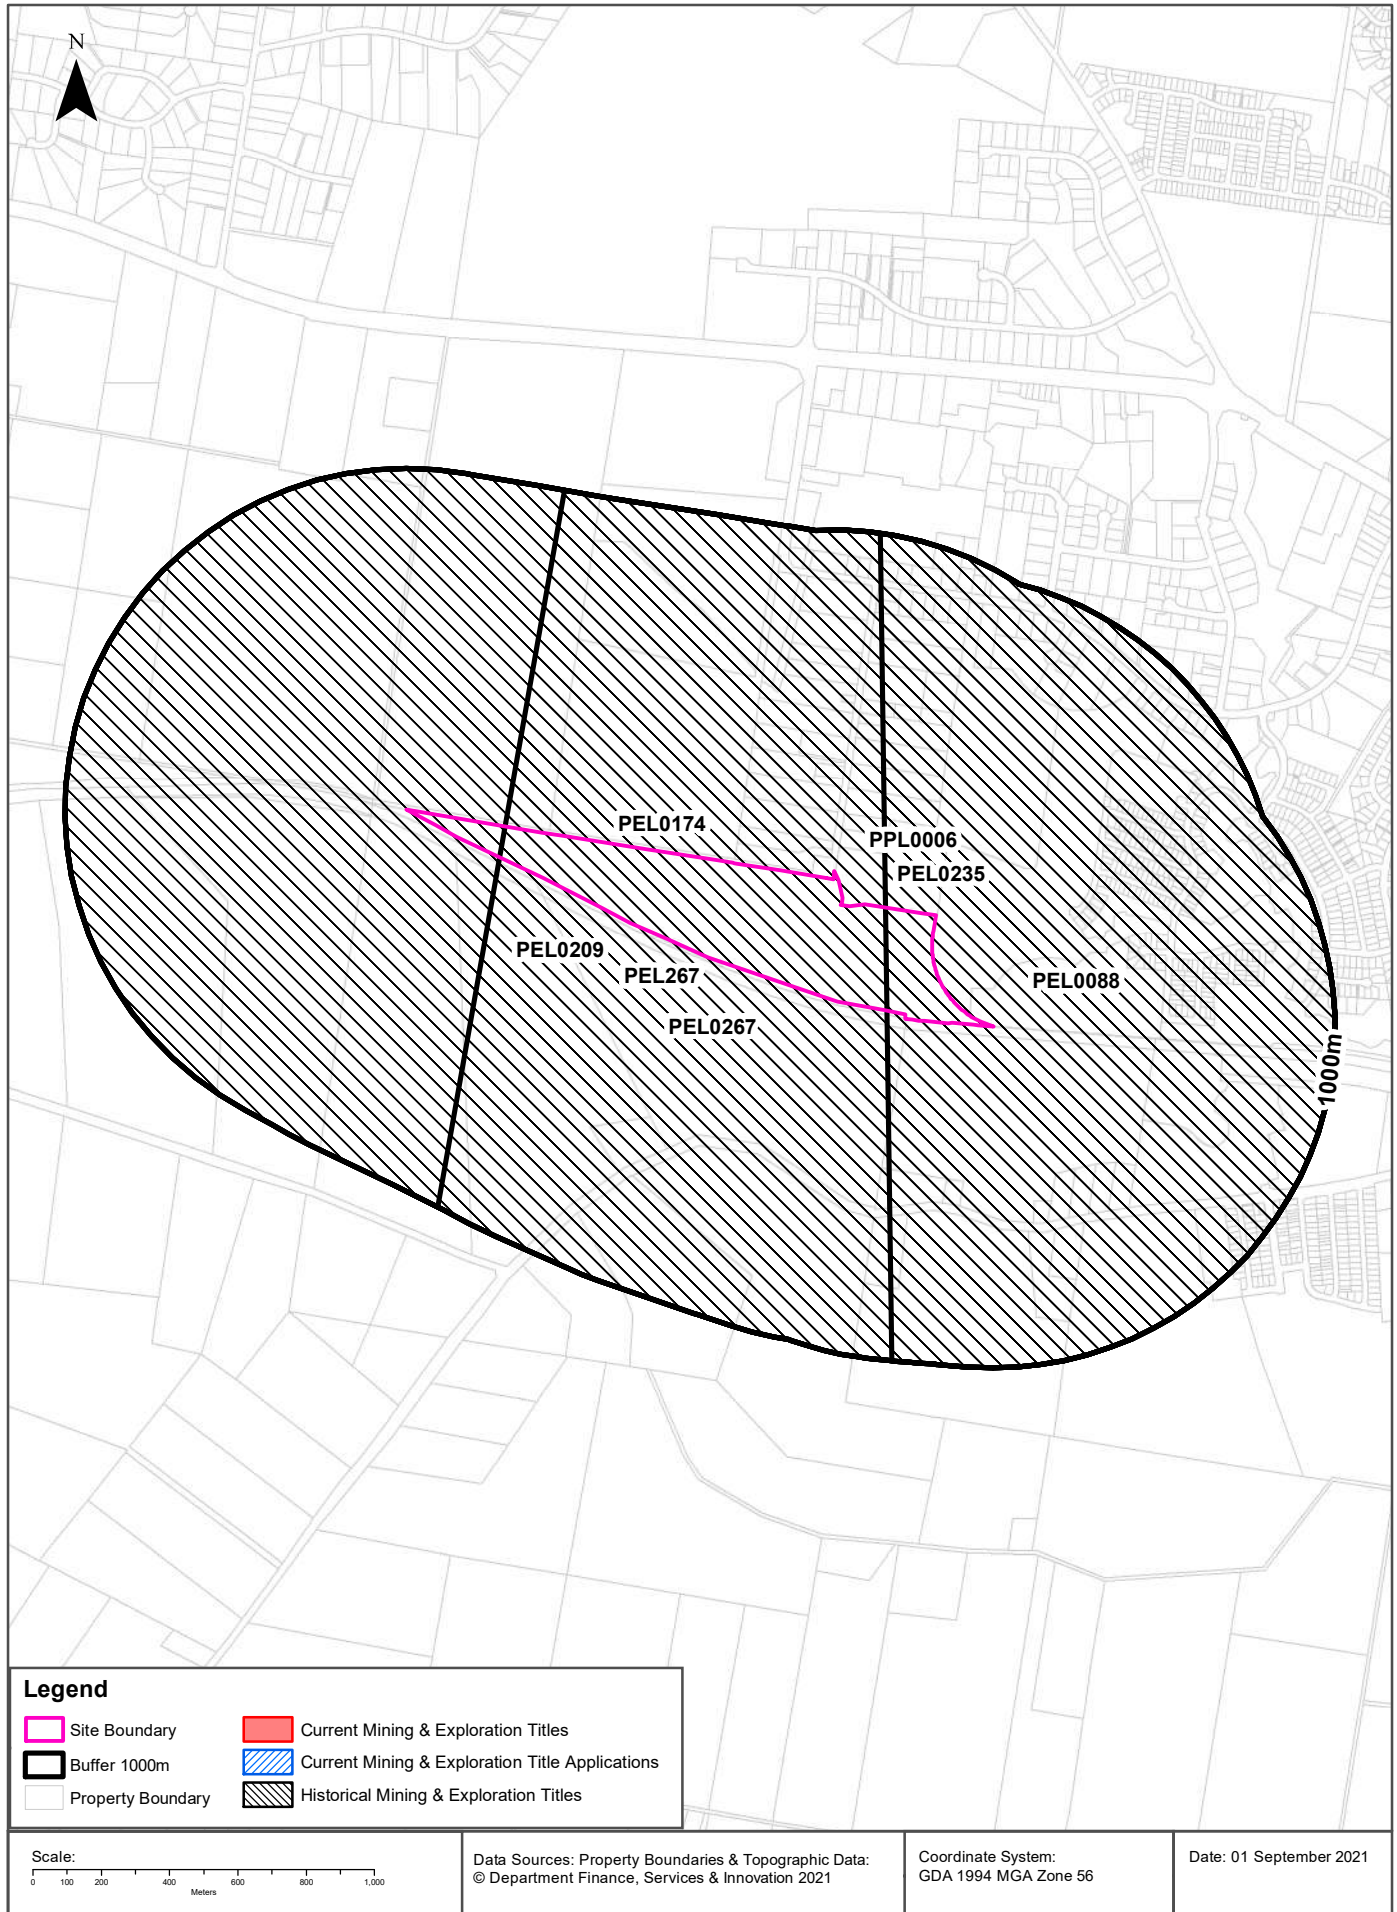 N
PEL0174
PPL0006
PEL0235
PEL0209
PEL267
PEL0088
PEL0267
1000m
Legend
Site Boundary
Buffer 1000m
Property Boundary
Current Mining & Exploration Titles
Current Mining & Exploration Title Applications
Historical Mining & Exploration Titles
Scale:
0 100 200 400 600 800 1,000
Meters
Data Sources: Property Boundaries & Topographic Data:
© Department Finance, Services & Innovation 2021
Coordinate System:
GDA 1994 MGA Zone 56
Date: 01 September 2021